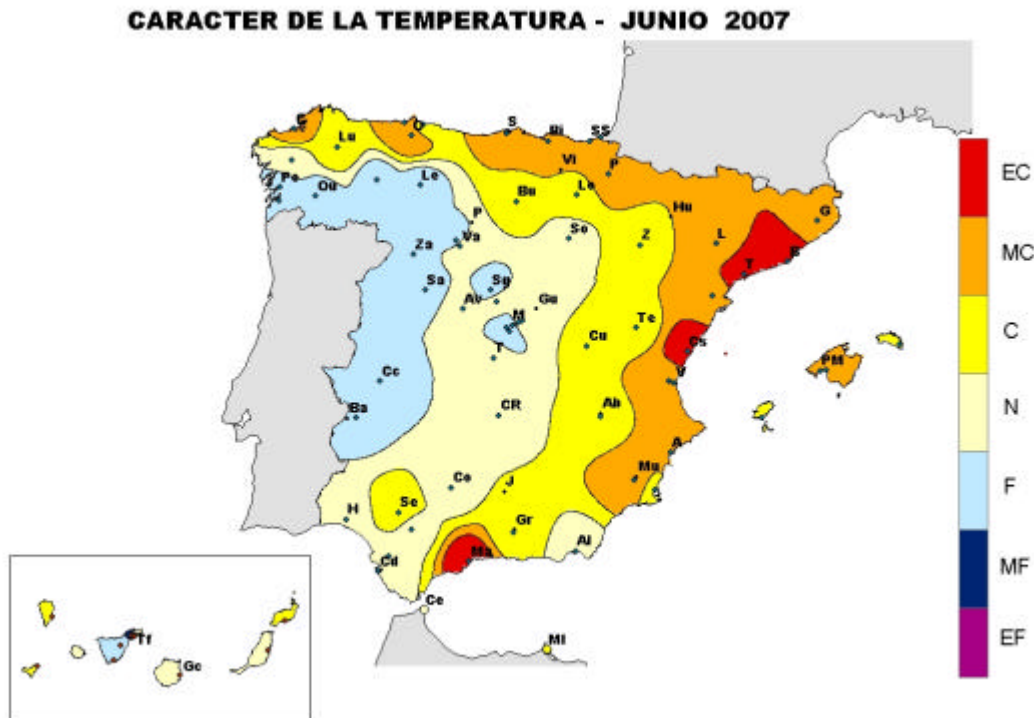 CARACTER DE LA TEMPERATURA - JUNIO 2007
C O S Bi SS
Lu Vi P
Po Ou Le Bu Lo
P Hu G
Za Va So Z L
Sa Sg T B
Av Gu
M Te
T Cu Cs
PM
Cc V
Ba CR Ab
A
Co J Mu
H Se
Gr Al
Cd Ma
Ce
Ml
Tf
Gc
EC
MC
C
N
F
MF
EF